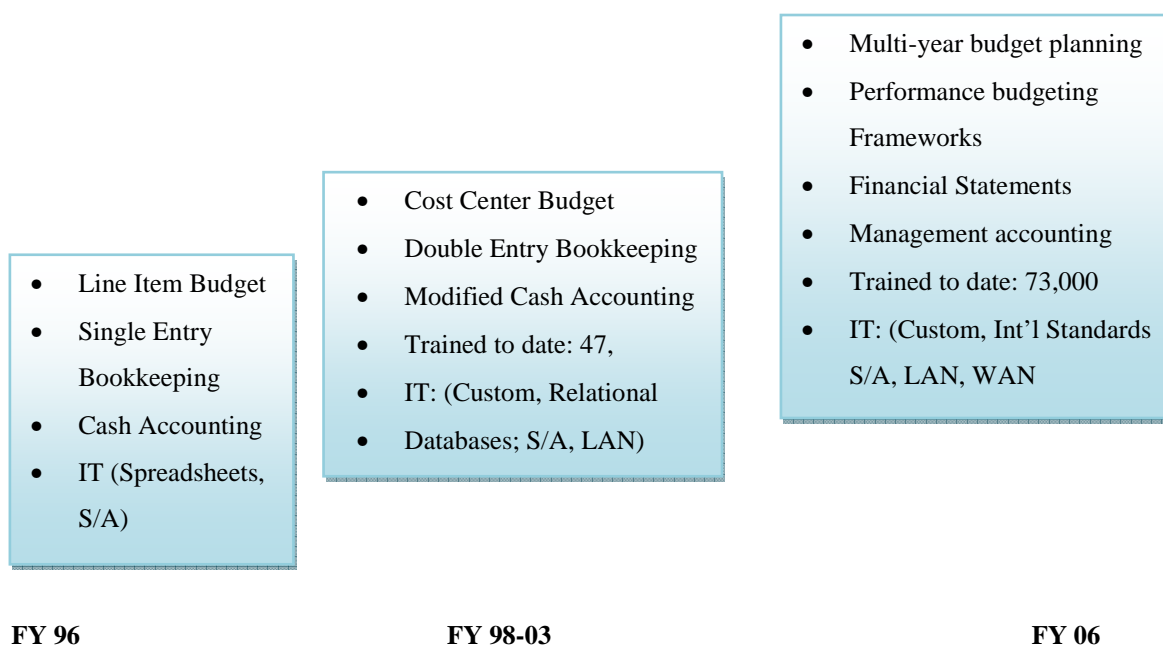 • Line Item Budget
• Single Entry
Bookkeeping
• Cash Accounting
• IT (Spreadsheets,
S/A)
• Cost Center Budget
• Double Entry Bookkeeping
• Modified Cash Accounting
• Trained to date: 47,
• IT: (Custom, Relational
• Databases; S/A, LAN)
• Multi-year budget planning
• Performance budgeting
Frameworks
• Financial Statements
• Management accounting
• Trained to date: 73,000
• IT: (Custom, Int’l Standards
S/A, LAN, WAN
FY 96
FY 98-03
FY 06